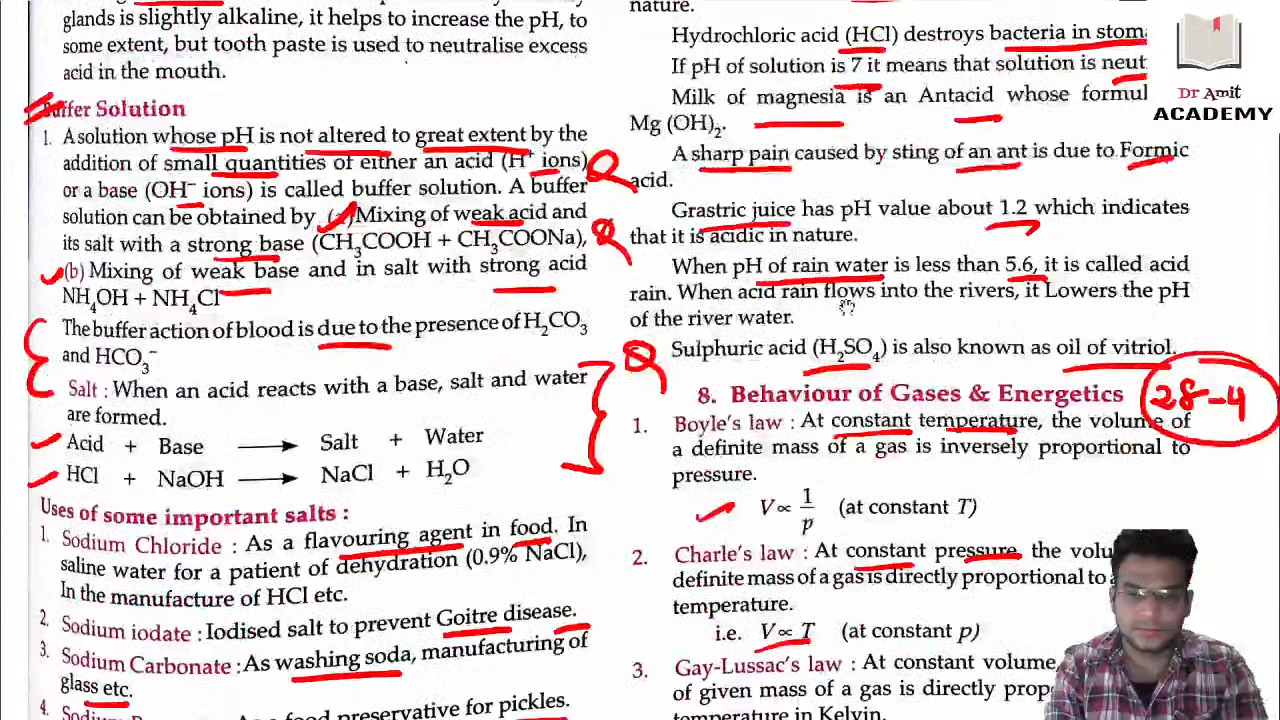 glands is slightly alkaline, it helps to increase the pH, to
some extent, but tooth paste is used to neutralise excess
acid in the mouth.
Buffer Solution
1. A solution whose pH is not altered to great extent by the
addition of small quantities of either an acid (H⁺ ions)
or a base (OH⁻ ions) is called buffer solution. A buffer
solution can be obtained by Mixing of weak acid and
its salt with a strong base (CH₃COOH + CH₃COONa),
(b) Mixing of weak base and in salt with strong acid
NH₄OH + NH₄Cl
The buffer action of blood is due to the presence of H₂CO₃
and HCO₃⁻
Salt : When an acid reacts with a base, salt and water
are formed.
Acid + Base ⟶ Salt + Water
HCl + NaOH ⟶ NaCl + H₂O
Uses of some important salts :
1. Sodium Chloride : As a flavouring agent in food. In
saline water for a patient of dehydration (0.9% NaCl),
In the manufacture of HCl etc.
2. Sodium iodate : Iodised salt to prevent Goitre disease.
3. Sodium Carbonate : As washing soda, manufacturing of
glass etc.
4. food preservative for pickles.
nature.
Hydrochloric acid (HCl) destroys bacteria in stom
If pH of solution is 7 it means that solution is neut
Milk of magnesia is an Antacid whose formul
Mg (OH)₂.
A sharp pain caused by sting of an ant is due to Formic
acid.
Grastric juice has pH value about 1.2 which indicates
that it is acidic in nature.
When pH of rain water is less than 5.6, it is called acid
rain. When acid rain flows into the rivers, it Lowers the pH
of the river water.
Sulphuric acid (H₂SO₄) is also known as oil of vitriol.
8. Behaviour of Gases & Energetics
28-4
1. Boyle's law : At constant temperature, the volume of
a definite mass of a gas is inversely proportional to
pressure.
V ∝ 1/p (at constant T)
2. Charle's law : At constant pressure, the volu
definite mass of a gas is directly proportional to
temperature.
i.e. V ∝ T (at constant p)
3. Gay-Lussac's law : At constant volume,
of given mass of a gas is directly prop
temperature in Kelvin.
Dr Amit
ACADEMY